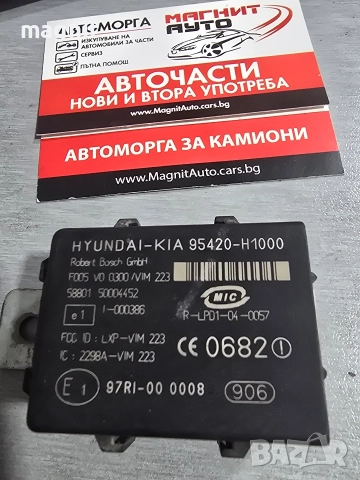 АВТОМОРГА
ИЗКУПУВАНЕ НА
АВТОМОБИЛИ ЗА ЧАСТИ
СЕРВИЗ
ПЪТНА ПОМОЩ
МАГНИТ
АУТО
АВТОЧАСТИ
НОВИ И ВТОРА УПОТРЕБА
www.MagnitAuto.cars.bg
АВТОМОРГА ЗА КАМИОНИ
www.MagnitAuto.cars.bg
HYUNDAI-KIA 95420-H1000
Robert Bosch GmbH
F005 V0 0300/VIM 223
58801 50004452
MIC
e1 1-000386
R-LPD1-04-0057
FCC ID : LXP-VIM 223
IC : 2298A-VIM 223
CE 0682
E1 97RI-00 0008 906
BAZAR